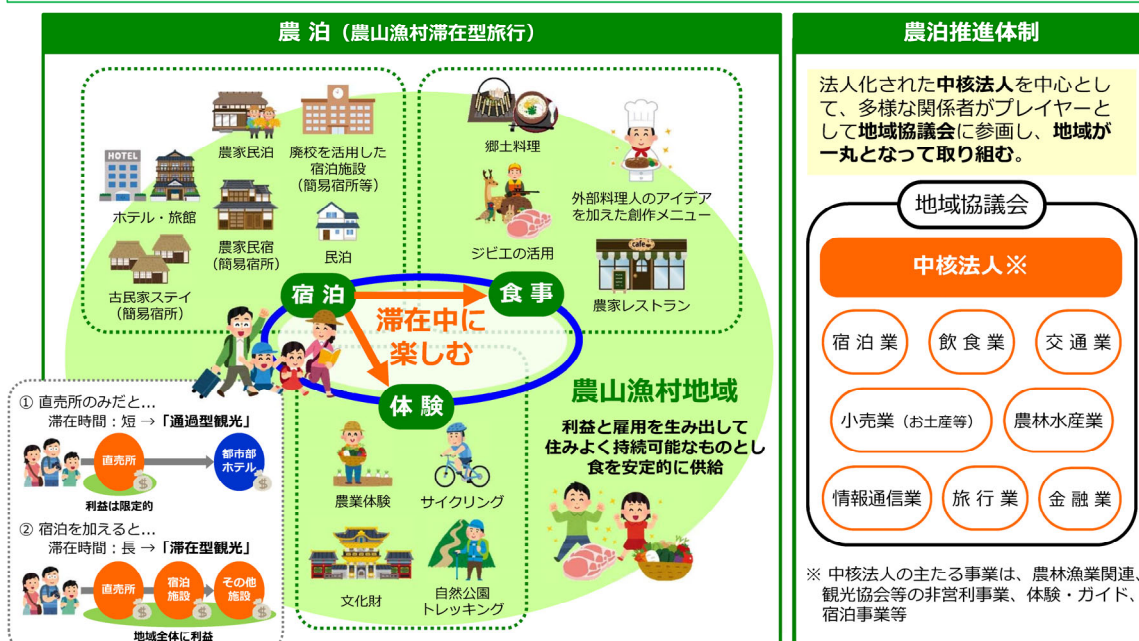 農 泊（農山漁村滞在型旅行）
農家民泊
廃校を活用した
宿泊施設
（簡易宿所等）
HOTEL
ホテル・旅館
農家民宿
（簡易宿所）
民泊
古民家ステイ
（簡易宿所）
郷土料理
外部料理人のアイデア
を加えた創作メニュー
ジビエの活用
cafe
農家レストラン
宿 泊
食 事
滞在中に
楽しむ
体 験
農業体験
サイクリング
文化財
自然公園
トレッキング
農山漁村地域
利益と雇用を生み出して
住みよく持続可能なものとし
食を安定的に供給
① 直売所のみだと…
滞在時間：短 →「通過型観光」
直売所
都市部
ホテル
$
$
利益は限定的
② 宿泊を加えると…
滞在時間：長 →「滞在型観光」
直売所
宿泊
施設
その他
施設
$
$
$
地域全体に利益
農泊推進体制
法人化された中核法人を中心とし
て、多様な関係者がプレイヤーと
して地域協議会に参画し、地域が
一丸となって取り組む。
地域協議会
中核法人※
宿 泊 業
飲 食 業
交 通 業
小売業（お土産等）
農林水産業
情報通信業
旅 行 業
金 融 業
※ 中核法人の主たる事業は、農林漁業関連、
観光協会等の非営利事業、体験・ガイド、
宿泊事業等